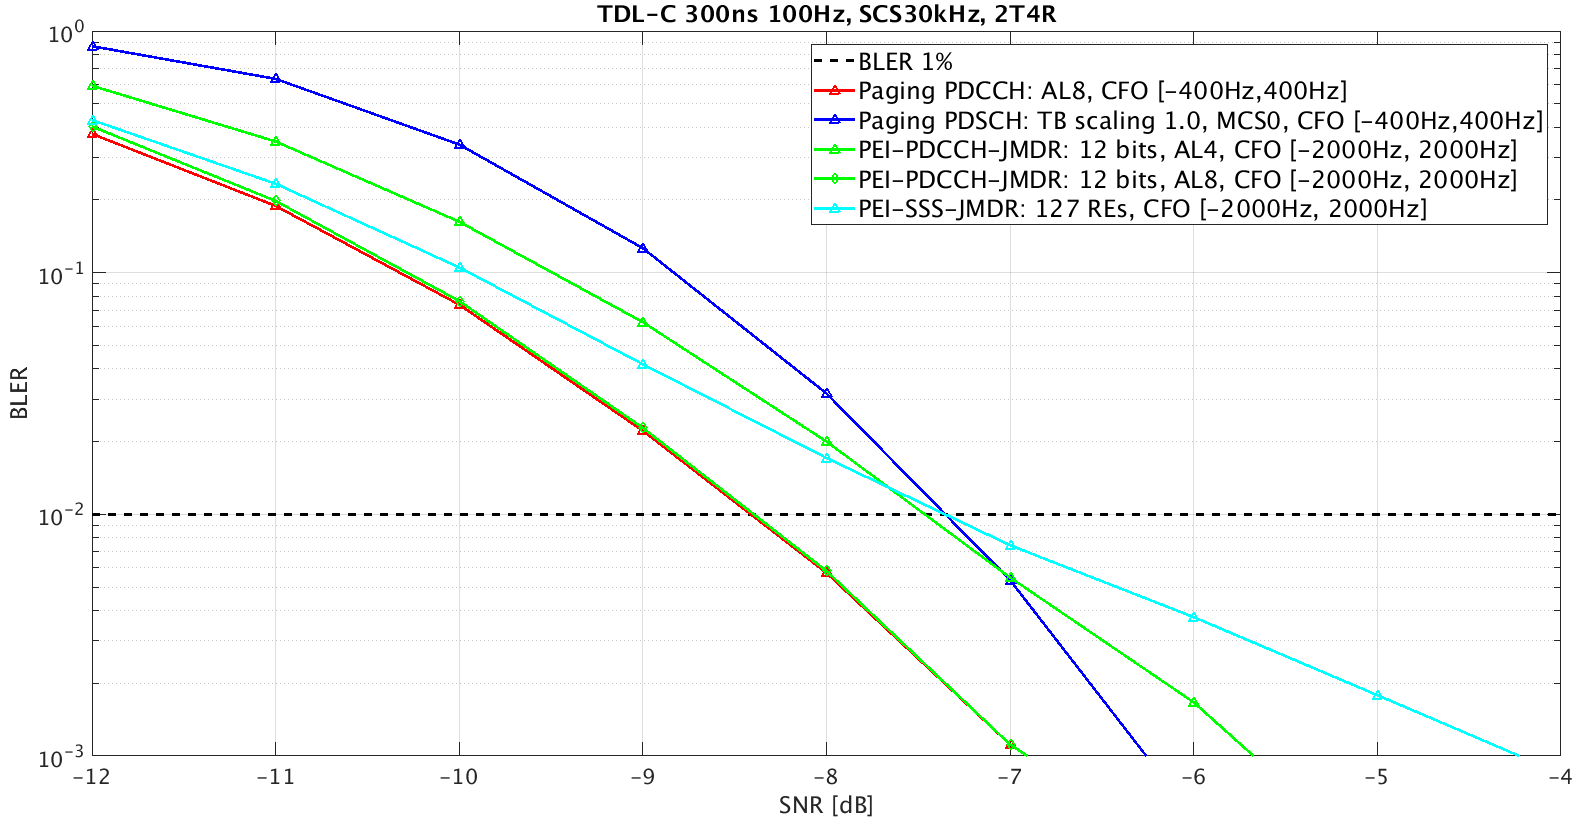 TDL-C 300ns 100Hz, SCS30kHz, 2T4R
BLER 1%
Paging PDCCH: AL8, CFO [-400Hz,400Hz]
Paging PDSCH: TB scaling 1.0, MCS0, CFO [-400Hz,400Hz]
PEI-PDCCH-JMDR: 12 bits, AL4, CFO [-2000Hz, 2000Hz]
PEI-PDCCH-JMDR: 12 bits, AL8, CFO [-2000Hz, 2000Hz]
PEI-SSS-JMDR: 127 REs, CFO [-2000Hz, 2000Hz]
10^0
10^-1
10^-2
10^-3
BLER
-12 -11 -10 -9 -8 -7 -6 -5 -4
SNR [dB]